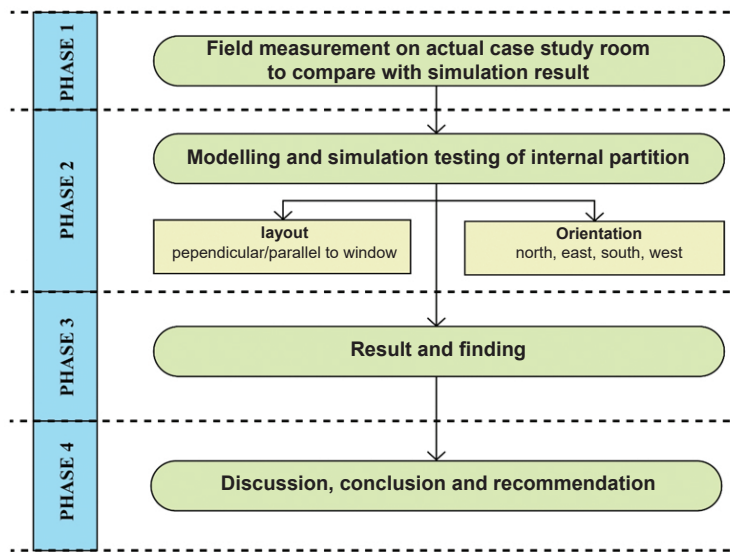 PHASE 1
Field measurement on actual case study room
to compare with simulation result
PHASE 2
Modelling and simulation testing of internal partition
layout
pependicular/parallel to window
Orientation
north, east, south, west
PHASE 3
Result and finding
PHASE 4
Discussion, conclusion and recommendation